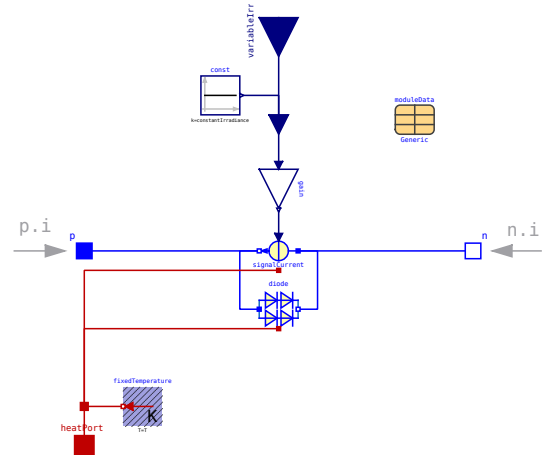 variableIrr
const
k=constantIrradiance
moduleData
Generic
gain
p.i
p
n
n.i
signalCurrent
diode
fixedTemperature
K
T=T
heatPort